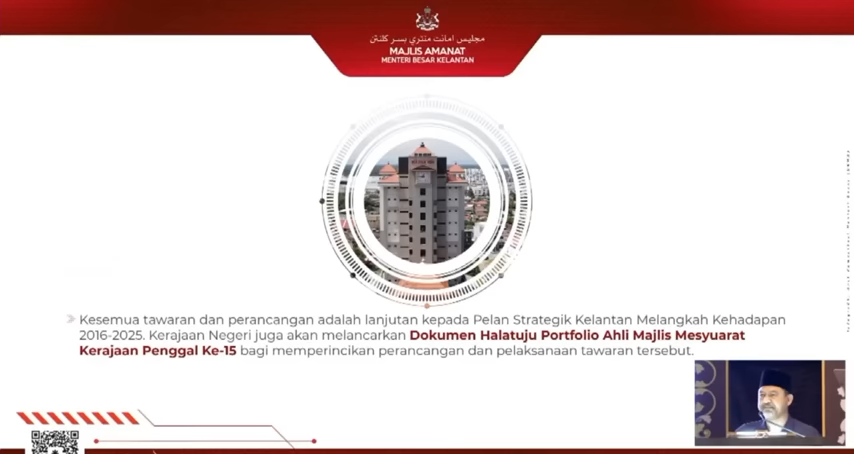 مجليس امانت منتري بسر كلنتن
MAJLIS AMANAT
MENTERI BESAR KELANTAN
Kesemua tawaran dan perancangan adalah lanjutan kepada Pelan Strategik Kelantan Melangkah Kehadapan
2016-2025. Kerajaan Negeri juga akan melancarkan Dokumen Halatuju Portfolio Ahli Majlis Mesyuarat
Kerajaan Penggal Ke-15 bagi memperincikan perancangan dan pelaksanaan tawaran tersebut.